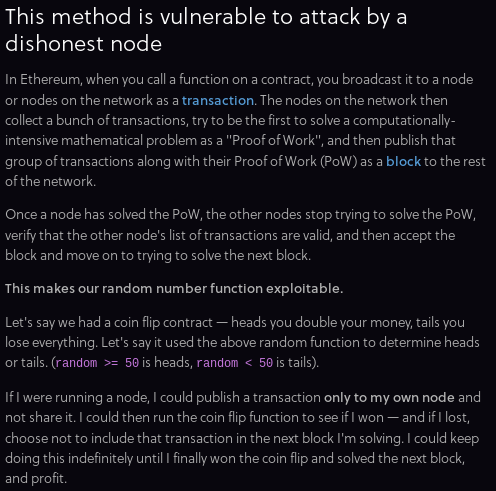 This method is vulnerable to attack by a
dishonest node
In Ethereum, when you call a function on a contract, you broadcast it to a node
or nodes on the network as a transaction. The nodes on the network then
collect a bunch of transactions, try to be the first to solve a computationally-
intensive mathematical problem as a "Proof of Work", and then publish that
group of transactions along with their Proof of Work (PoW) as a block to the rest
of the network.
Once a node has solved the PoW, the other nodes stop trying to solve the PoW,
verify that the other node's list of transactions are valid, and then accept the
block and move on to trying to solve the next block.
This makes our random number function exploitable.
Let's say we had a coin flip contract — heads you double your money, tails you
lose everything. Let's say it used the above random function to determine heads
or tails. (random >= 50 is heads, random < 50 is tails).
If I were running a node, I could publish a transaction only to my own node and
not share it. I could then run the coin flip function to see if I won — and if I lost,
choose not to include that transaction in the next block I'm solving. I could keep
doing this indefinitely until I finally won the coin flip and solved the next block,
and profit.